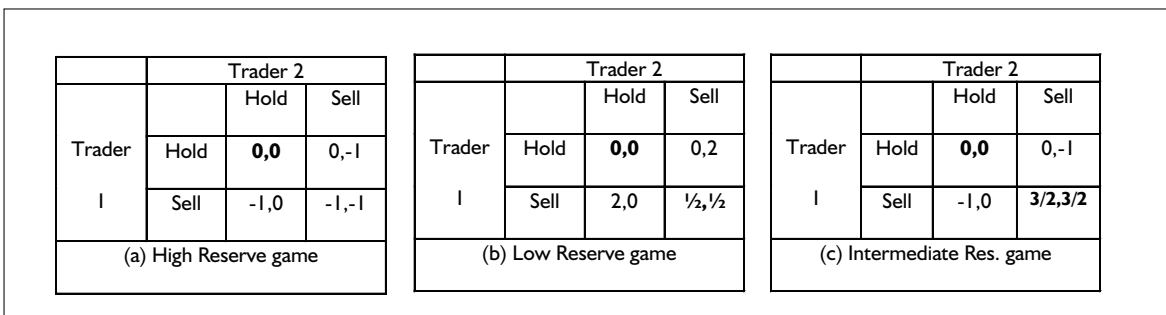 Trader 2
Hold Sell
Trader Hold 0,0 0,-1
1 Sell -1,0 -1,-1
(a) High Reserve game
Trader 2
Hold Sell
Trader Hold 0,0 0,2
1 Sell 2,0 ½,½
(b) Low Reserve game
Trader 2
Hold Sell
Trader Hold 0,0 0,-1
1 Sell -1,0 3/2,3/2
(c) Intermediate Res. game